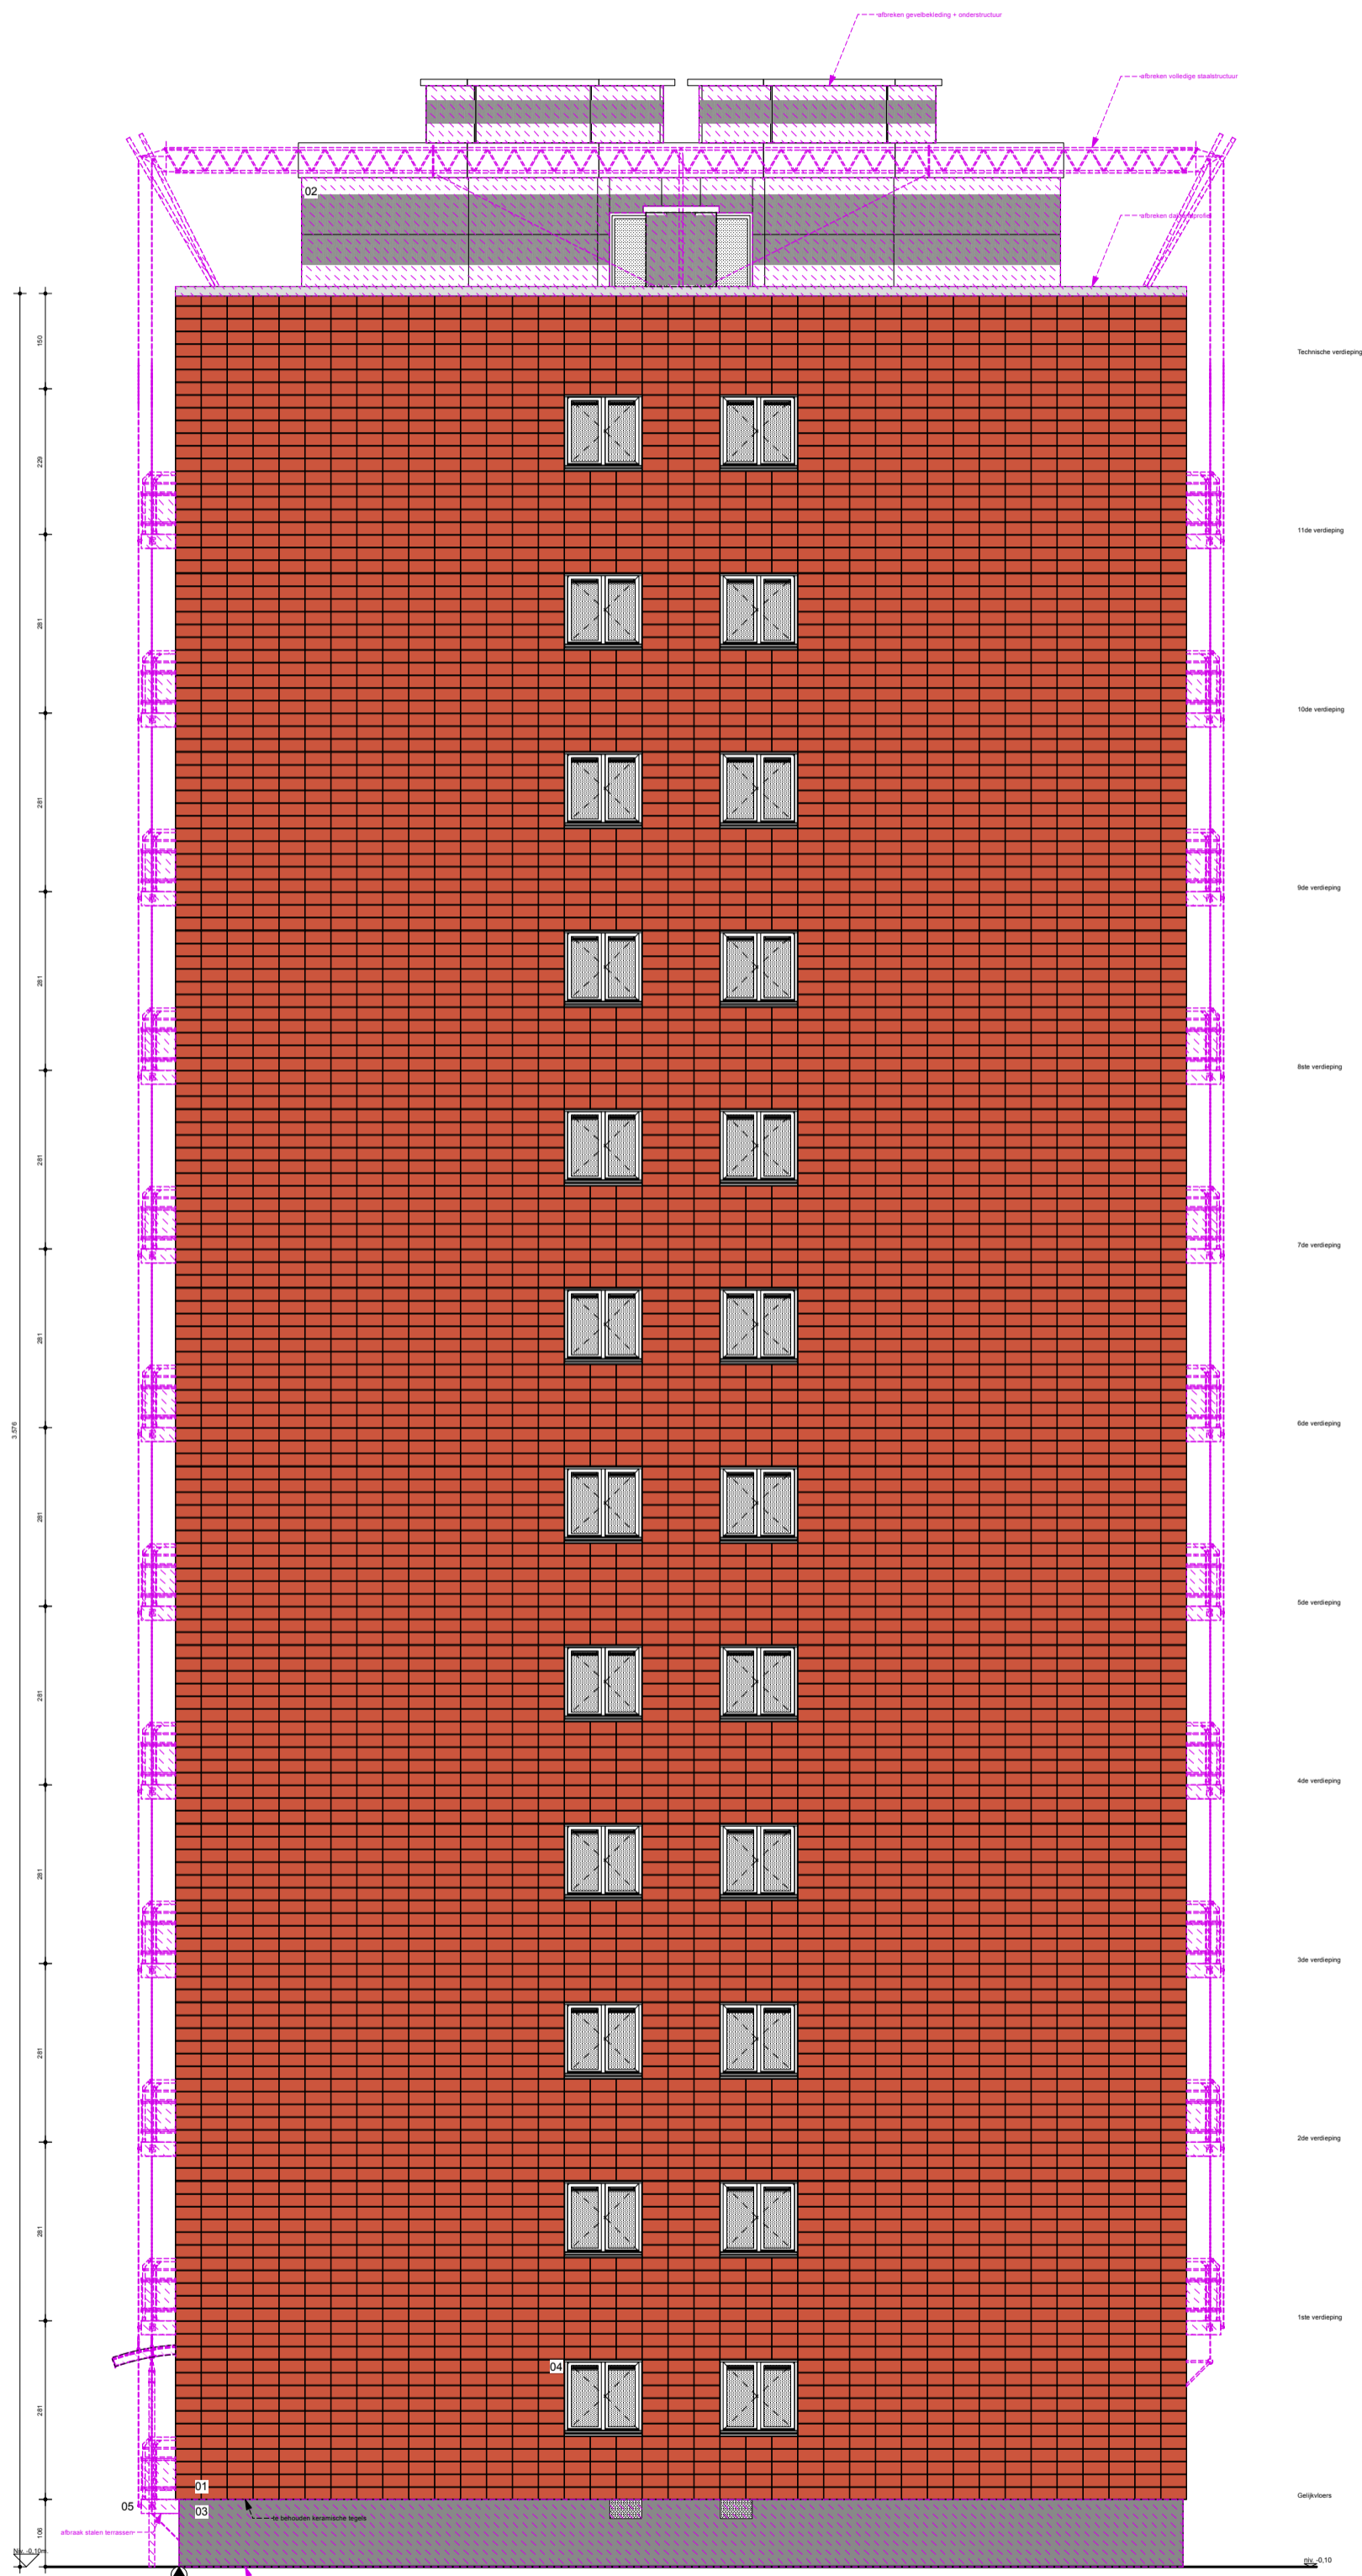 afbreken gevelbekleding + onderstructuur
afbreken volledige staalstructuur
02
afbreken
150
Technische verdieping
229
11de verdieping
281
10de verdieping
281
9de verdieping
281
8ste verdieping
281
7de verdieping
281
6de verdieping
3.576
281
5de verdieping
281
4de verdieping
281
3de verdieping
281
2de verdieping
281
1ste verdieping
04
281
01
Gelijkvloers
05
03
te behouden keramische tegels
afbraak stalen terrassen
106
Niv. -0,10m.
niv. -0,10